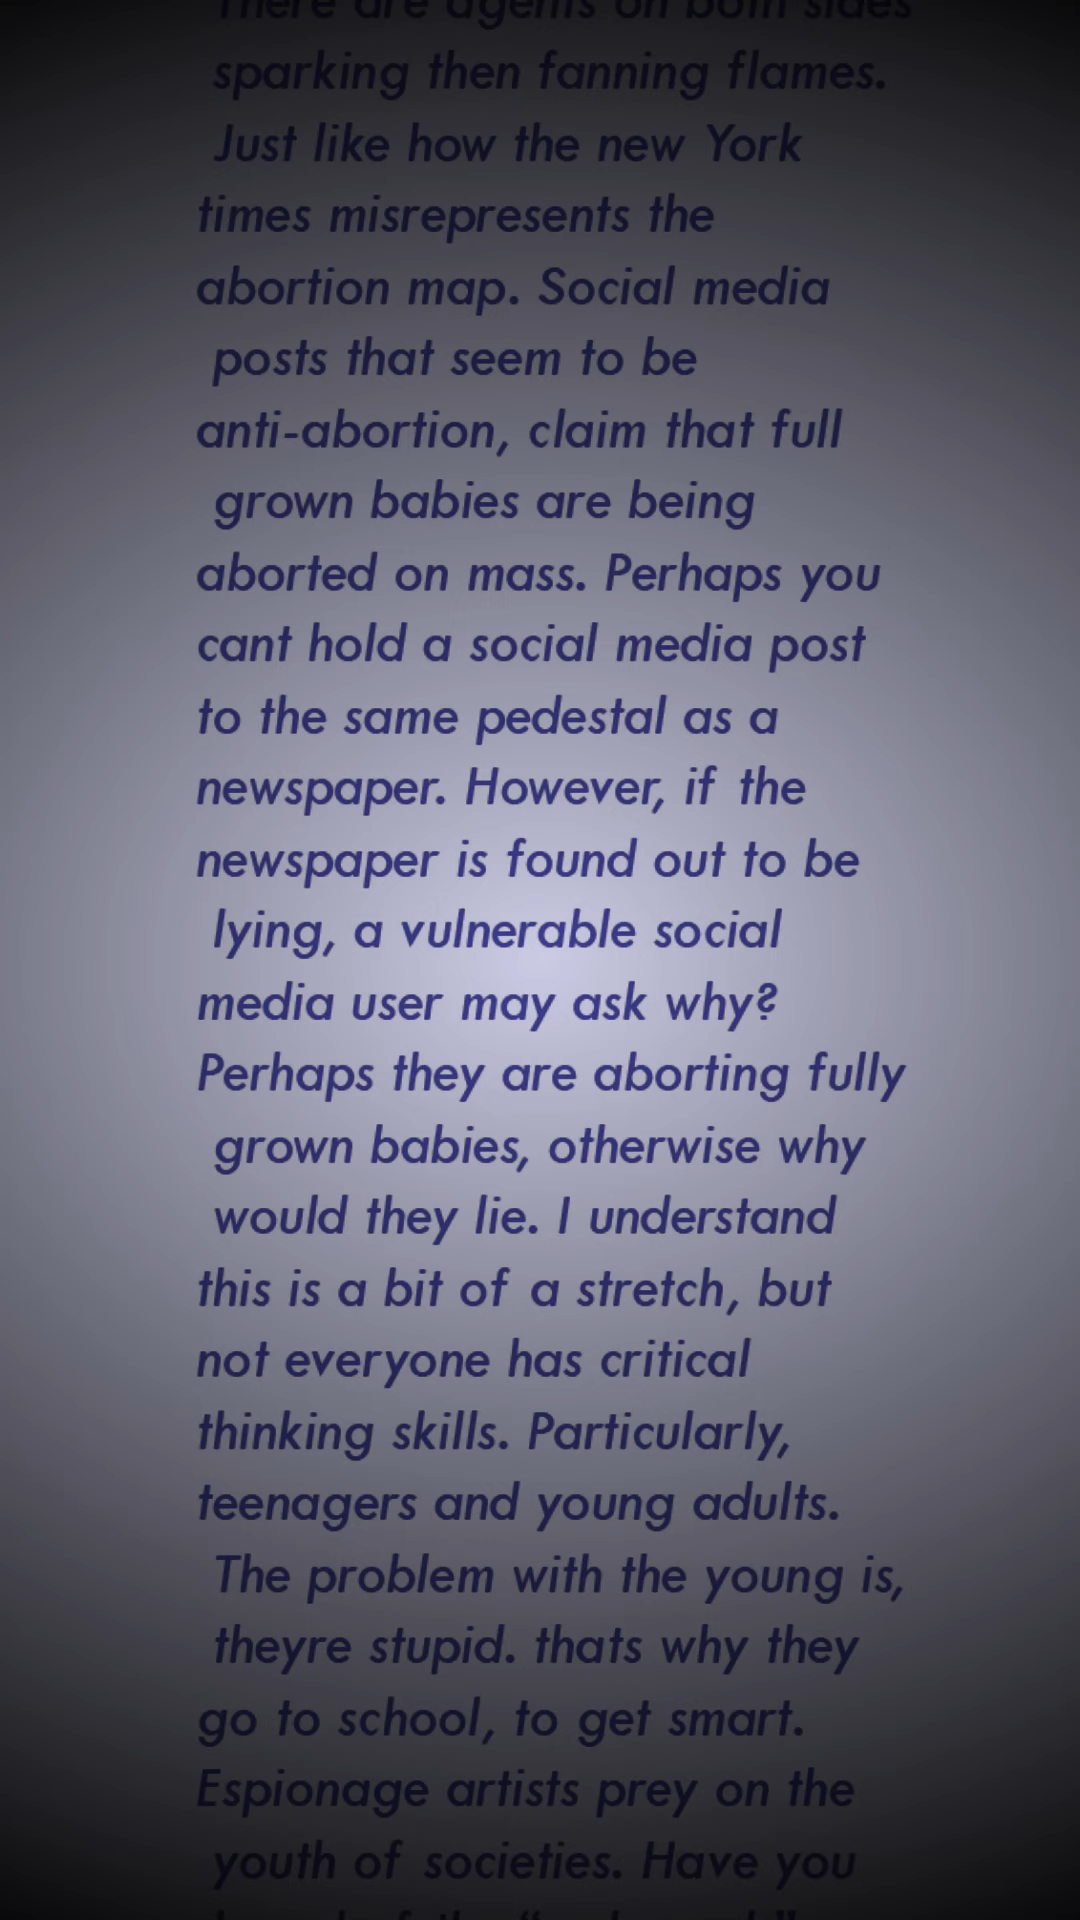 There are agents on both sides
sparking then fanning flames.
Just like how the new York
times misrepresents the
abortion map. Social media
posts that seem to be
anti-abortion, claim that full
grown babies are being
aborted on mass. Perhaps you
cant hold a social media post
to the same pedestal as a
newspaper. However, if the
newspaper is found out to be
lying, a vulnerable social
media user may ask why?
Perhaps they are aborting fully
grown babies, otherwise why
would they lie. I understand
this is a bit of a stretch, but
not everyone has critical
thinking skills. Particularly,
teenagers and young adults.
The problem with the young is,
theyre stupid. thats why they
go to school, to get smart.
Espionage artists prey on the
youth of societies. Have you